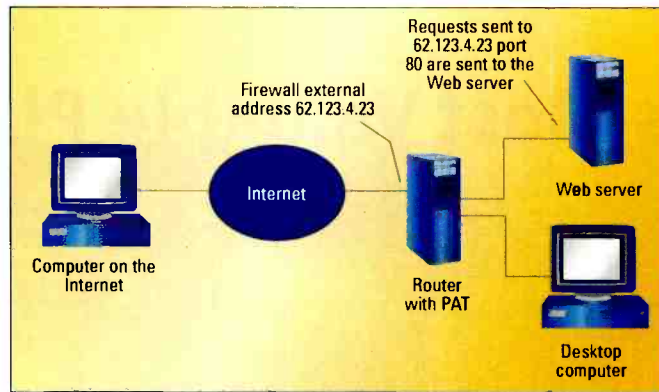 Requests sent to
62.123.4.23 port
80 are sent to the
Web server
Firewall external
address 62.123.4.23
Internet
Web server
Computer on the
Internet
Router
with PAT
Desktop
computer